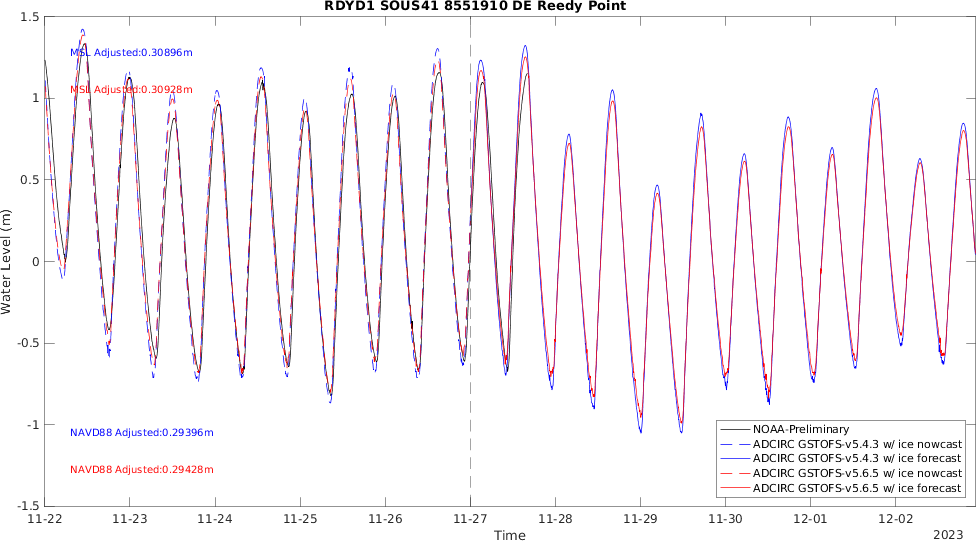 RDYD1 SOUS41 8551910 DE Reedy Point
1.5
1
0.5
0
-0.5
-1
-1.5
Water Level (m)
MSL Adjusted:0.30896m
MSL Adjusted:0.30928m
NAVD88 Adjusted:0.29396m
NAVD88 Adjusted:0.29428m
NOAA-Preliminary
ADCIRC GSTOFS-v5.4.3 w/ ice nowcast
ADCIRC GSTOFS-v5.4.3 w/ ice forecast
ADCIRC GSTOFS-v5.6.5 w/ ice nowcast
ADCIRC GSTOFS-v5.6.5 w/ ice forecast
11-22 11-23 11-24 11-25 11-26 11-27 11-28 11-29 11-30 12-01 12-02
Time
2023